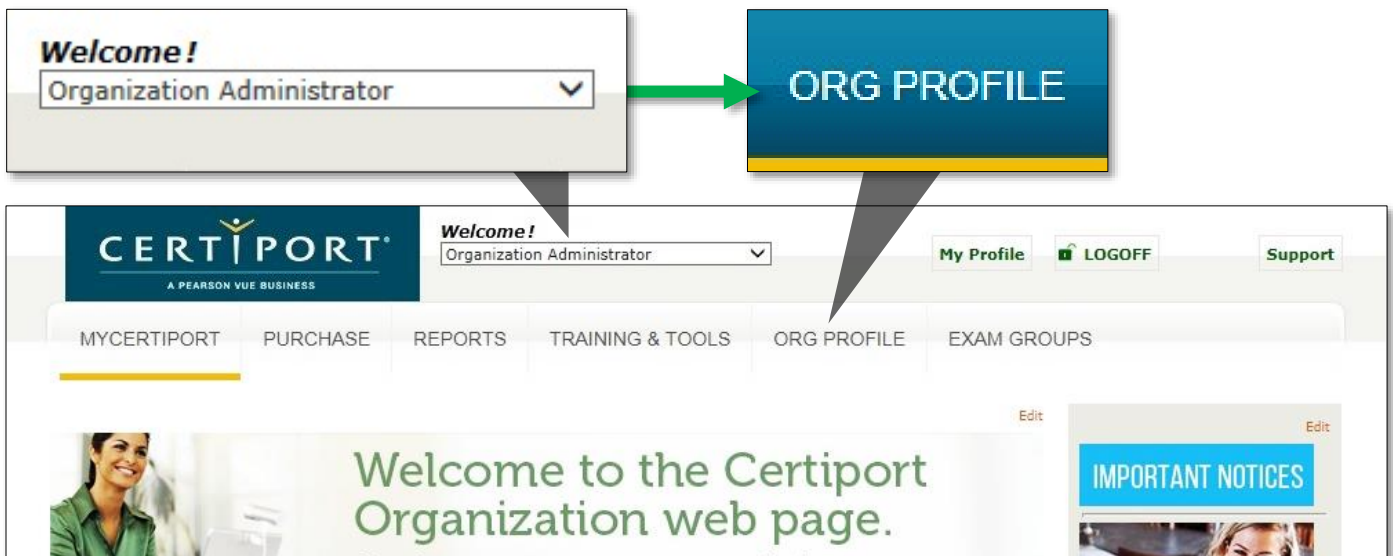 Welcome!
Organization Administrator
ORG PROFILE
CERTIPORT®
A PEARSON VUE BUSINESS
Welcome!
Organization Administrator
My Profile
LOGOFF
Support
MYCERTIPORT
PURCHASE
REPORTS
TRAINING & TOOLS
ORG PROFILE
EXAM GROUPS
Edit
Edit
Welcome to the Certiport
Organization web page.
IMPORTANT NOTICES